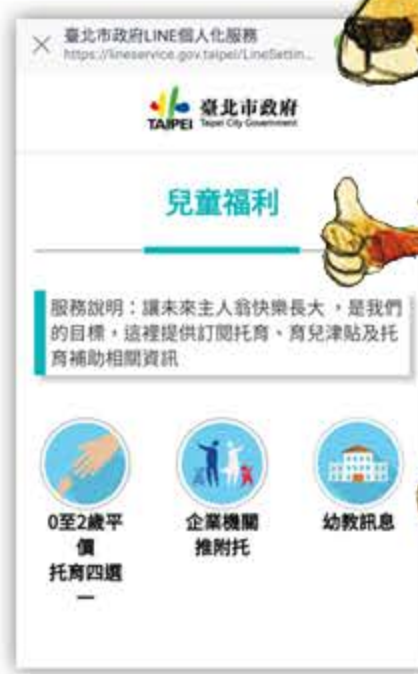 臺北市政府LINE個人化服務
https://lineservice.gov.taipei/LineSettin...
臺北市政府
TAIPEI Taipei City Government
兒童福利
服務說明：讓未來主人翁快樂長大，是我們
的目標，這裡提供訂閱托育、育兒津貼及托
育補助相關資訊
0至2歲平
價
托育四選
一
企業機關
推附托
幼教訊息